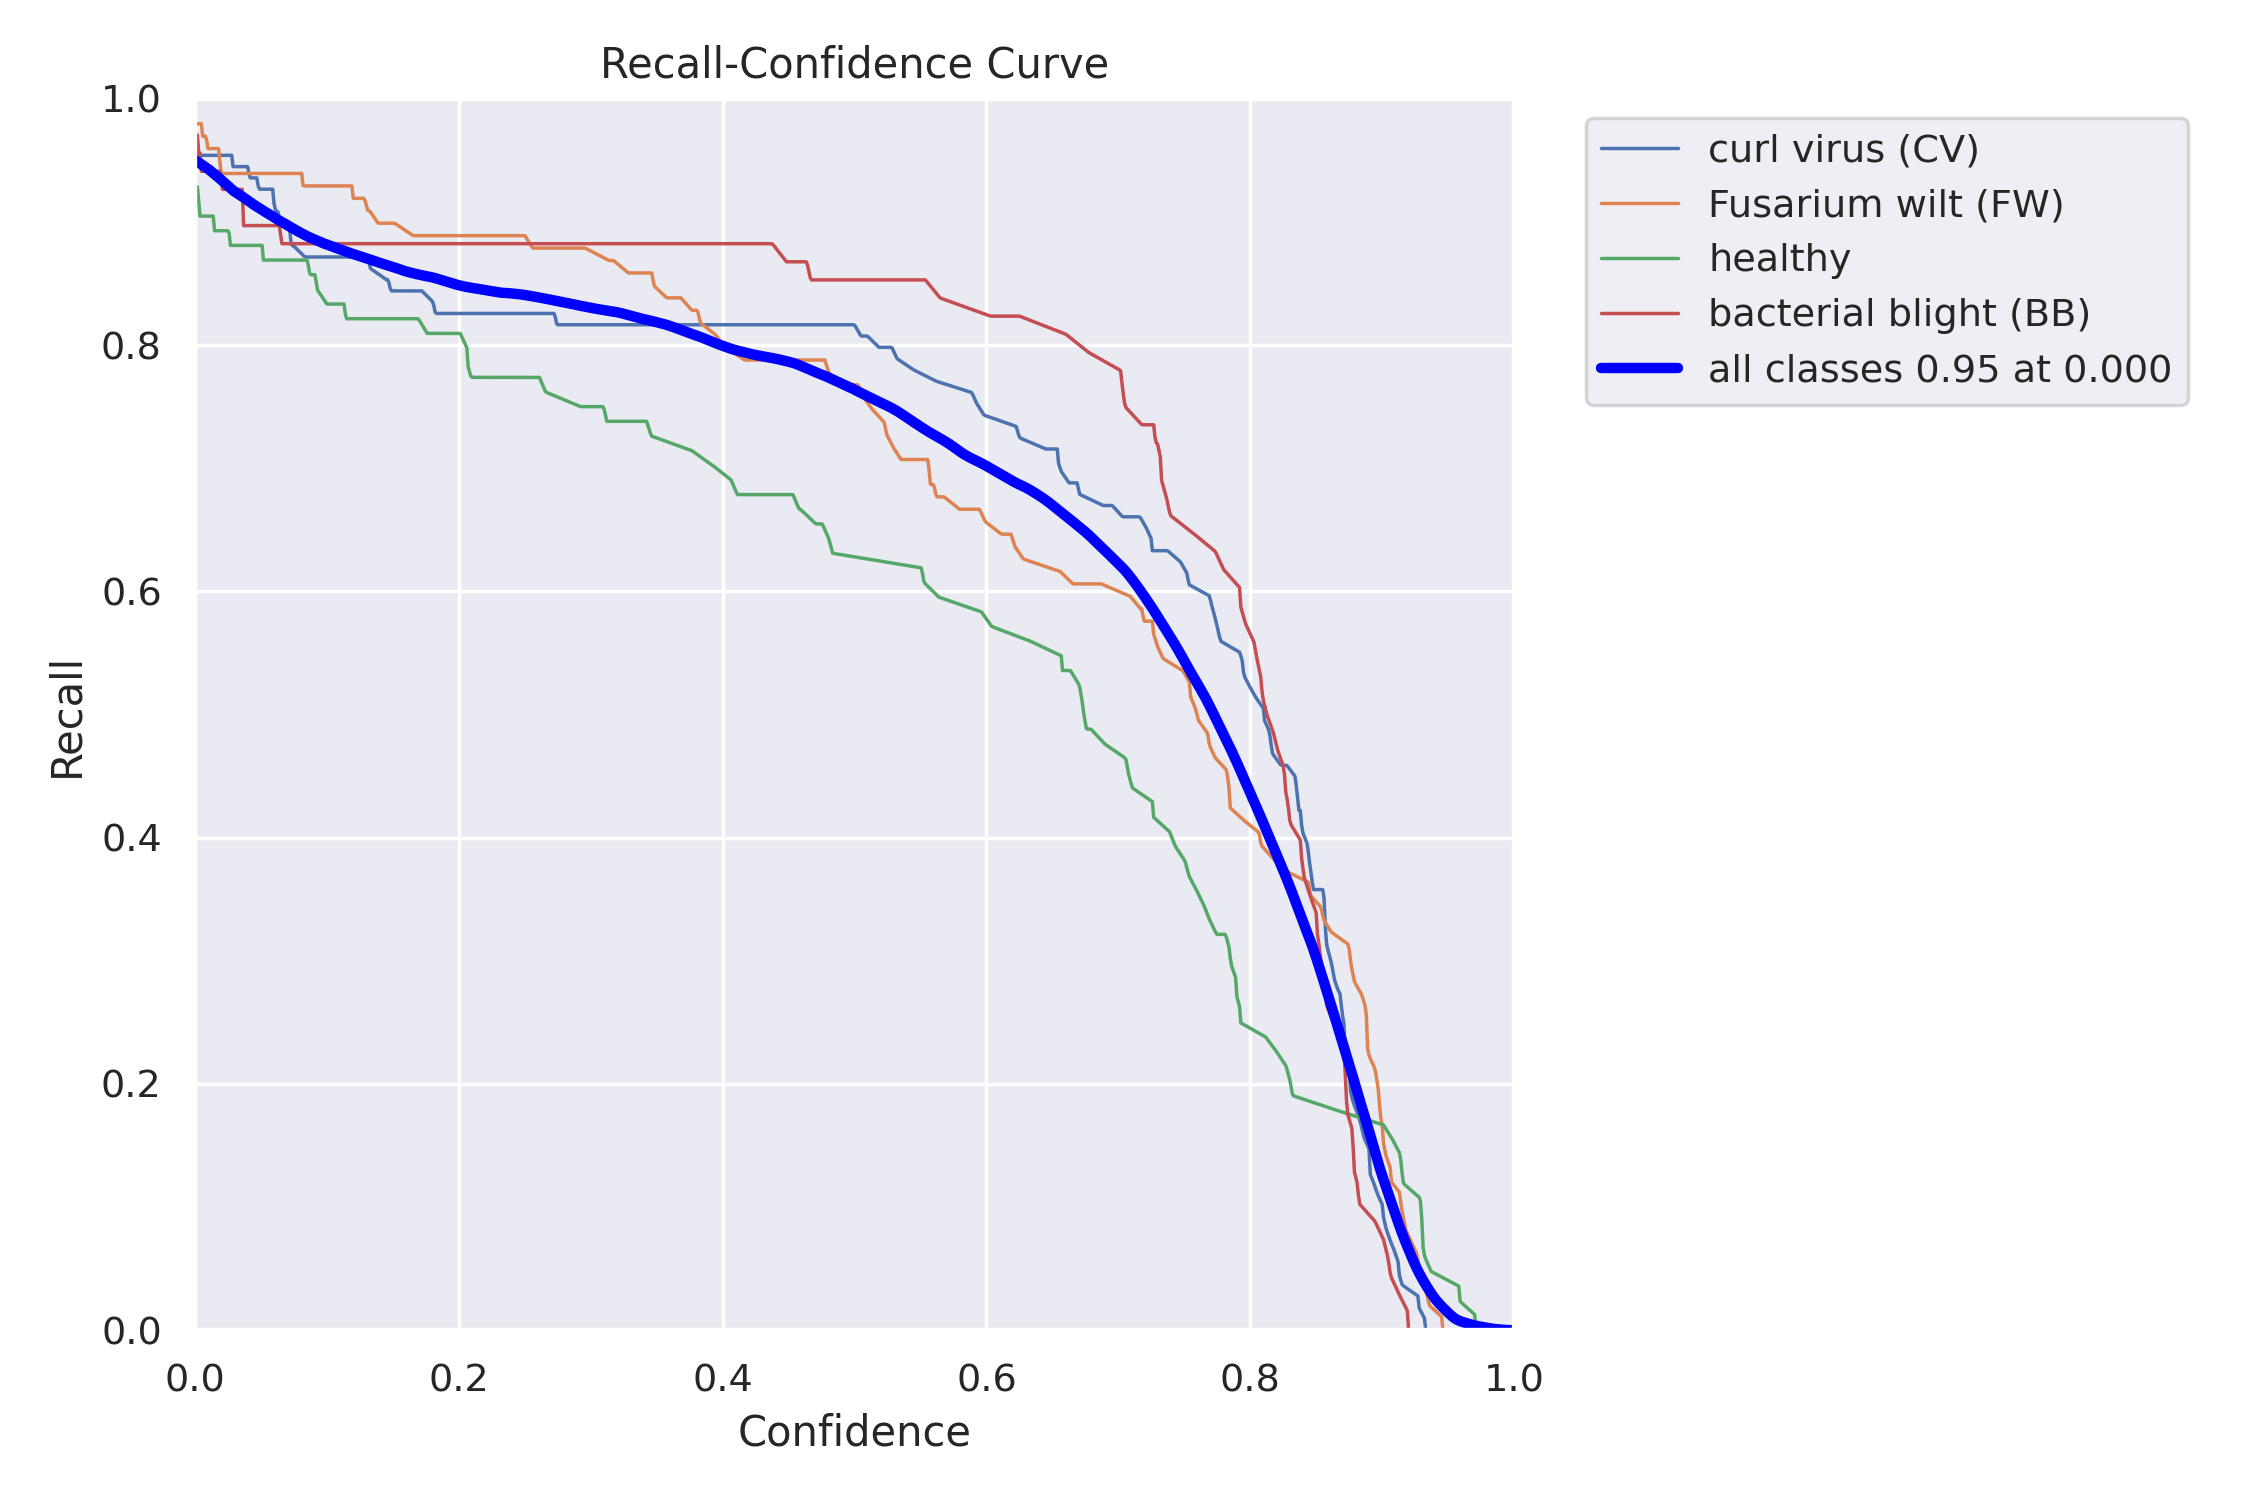 Recall-Confidence Curve
1.0
0.8
0.6
0.4
0.2
0.0
Recall
0.0 0.2 0.4 0.6 0.8 1.0
Confidence
curl virus (CV)
Fusarium wilt (FW)
healthy
bacterial blight (BB)
all classes 0.95 at 0.000